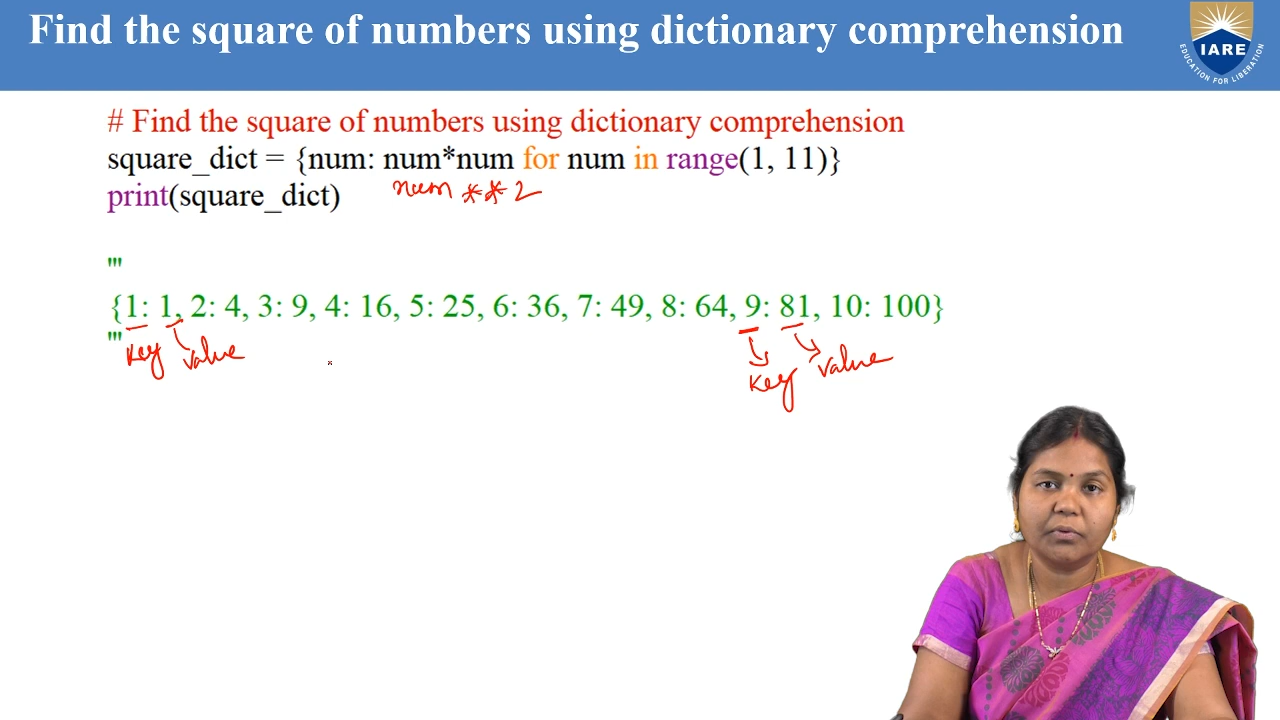 Find the square of numbers using dictionary comprehension
IARE
EDUCATION FOR LIBERATION
# Find the square of numbers using dictionary comprehension
square_dict = {num: num*num for num in range(1, 11)}
num **2
print(square_dict)
'''
{1: 1, 2: 4, 3: 9, 4: 16, 5: 25, 6: 36, 7: 49, 8: 64, 9: 81, 10: 100}
'''
key value
key value